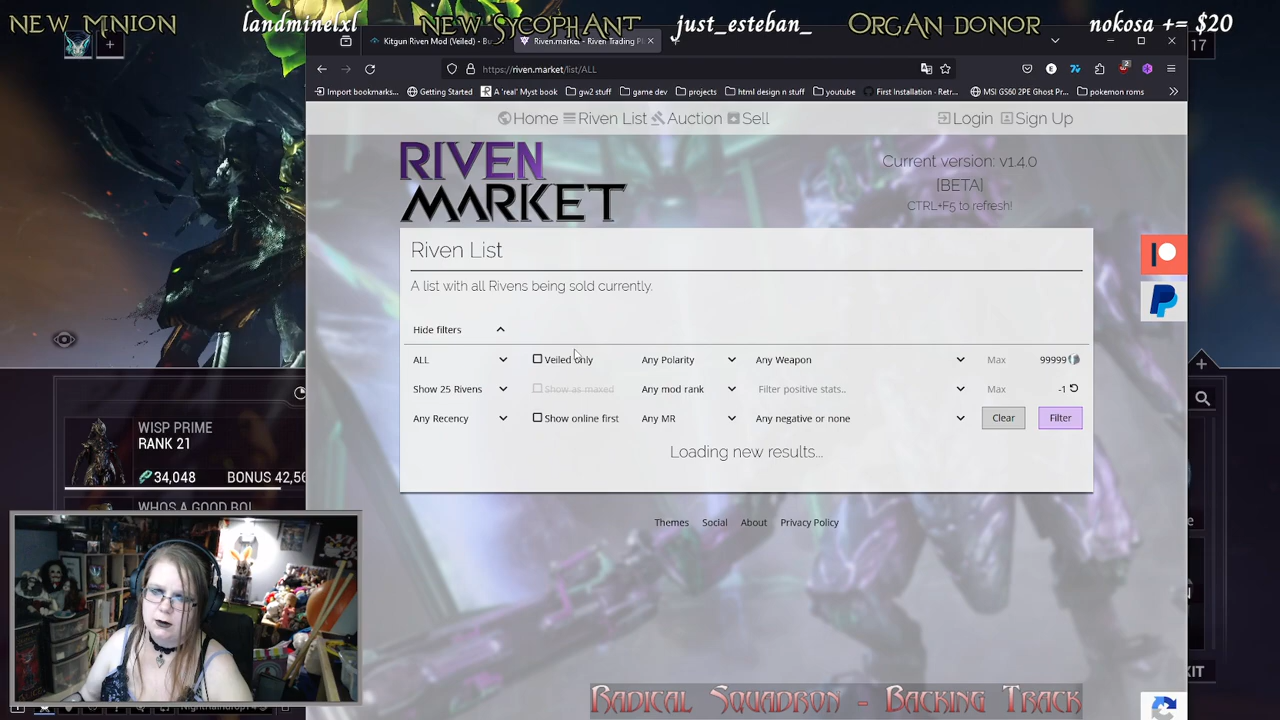 NEW MINION landminelxl NEW SYCOPHANT just_esteban_ ORGAN DONOR nokosa += $20
Kitgun Riven Mod (Veiled) - Bu
Riven.market - Riven Trading Pl
17
https://riven.market/list/ALL
Import bookmarks... Getting Started A 'real' Myst book gw2 stuff game dev projects html design n stuff youtube First Installation - Retr... MSI GS60 2PE Ghost Pr... pokemon roms
Home Riven List Auction Sell Login Sign Up
RIVEN
MARKET
Current version: v1.4.0
[BETA]
CTRL+F5 to refresh!
Riven List
A list with all Rivens being sold currently.
Hide filters
ALL Veiled only Any Polarity Any Weapon Max 99999
Show 25 Rivens Show as maxed Any mod rank Filter positive stats.. Max -1
Any Recency Show online first Any MR Any negative or none Clear Filter
Loading new results...
Themes Social About Privacy Policy
WISP PRIME
RANK 21
34,048 BONUS 42,56
WHOS A GOOD BOI
RADICAL SQUADRON - BACKING TRACK